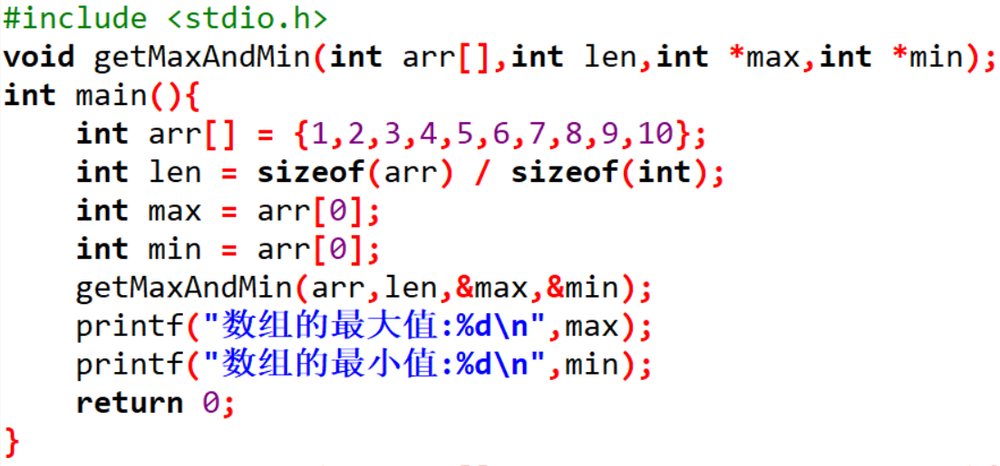 #include <stdio.h>
void getMaxAndMin(int arr[],int len,int *max,int *min);
int main(){
    int arr[] = {1,2,3,4,5,6,7,8,9,10};
    int len = sizeof(arr) / sizeof(int);
    int max = arr[0];
    int min = arr[0];
    getMaxAndMin(arr,len,&max,&min);
    printf("数组的最大值:%d\n",max);
    printf("数组的最小值:%d\n",min);
    return 0;
}